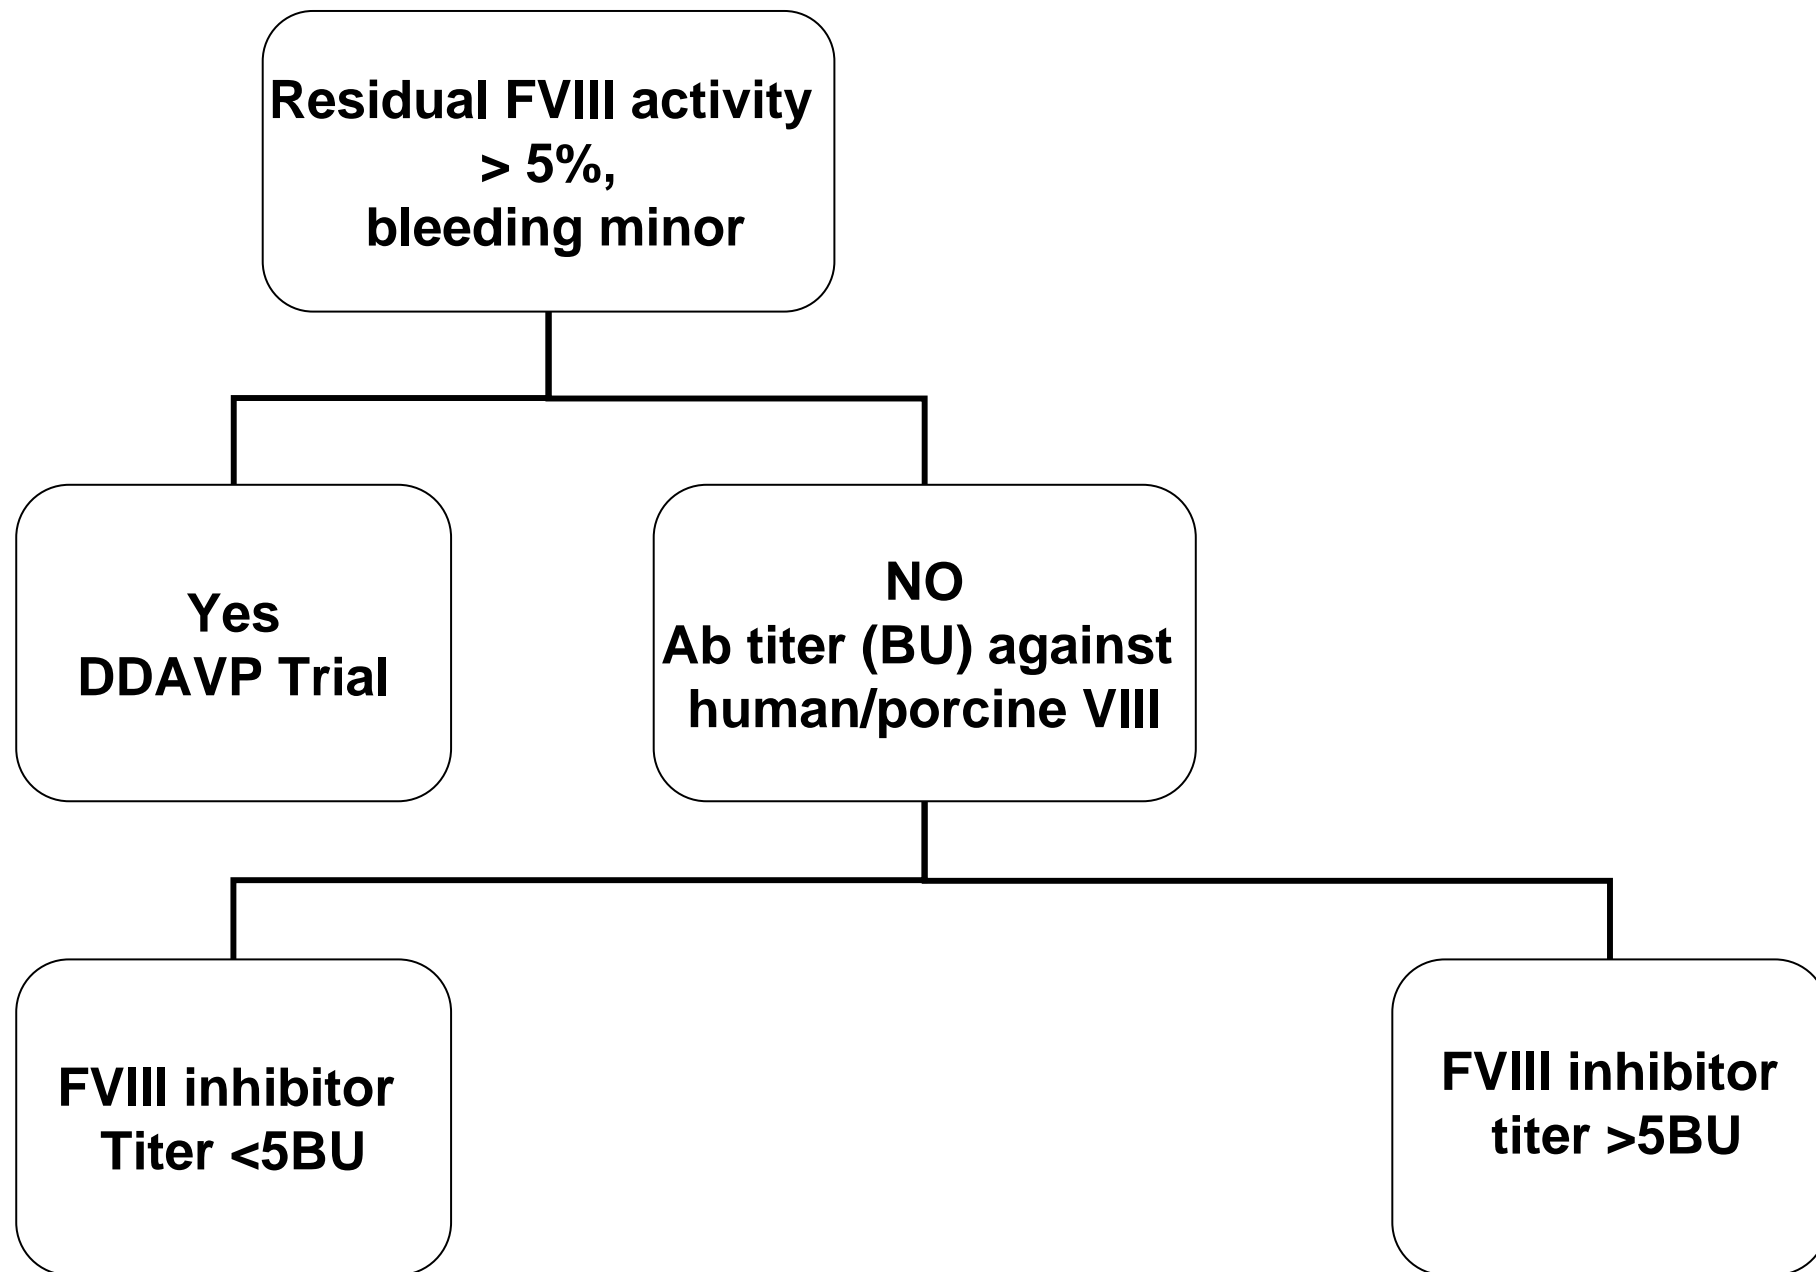 Residual FVIII activity
> 5%,
bleeding minor
Yes
DDAVP Trial
NO
Ab titer (BU) against
human/porcine VIII
FVIII inhibitor
Titer <5BU
FVIII inhibitor
titer >5BU